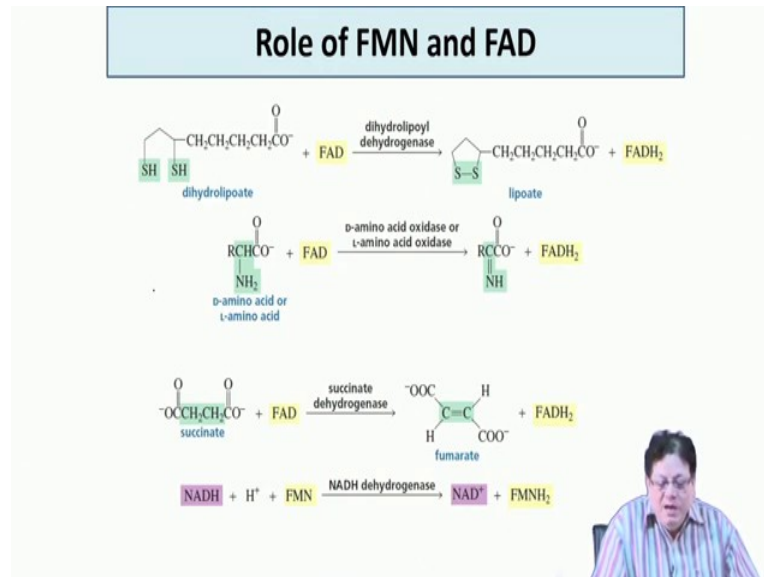 Role of FMN and FAD
O
CH₂CH₂CH₂CH₂CO⁻ + FAD dihydrolipoyl dehydrogenase
SH SH
dihydrolipoate
O
CH₂CH₂CH₂CH₂CO⁻ + FADH₂
S–S
lipoate
O
RCHCO⁻ + FAD D-amino acid oxidase or L-amino acid oxidase
NH₂
D-amino acid or
L-amino acid
O
RCCO⁻ + FADH₂
NH
O O
⁻OCCH₂CH₂CO⁻ + FAD succinate dehydrogenase
succinate
⁻OOC H
C=C + FADH₂
H COO⁻
fumarate
NADH + H⁺ + FMN NADH dehydrogenase NAD⁺ + FMNH₂